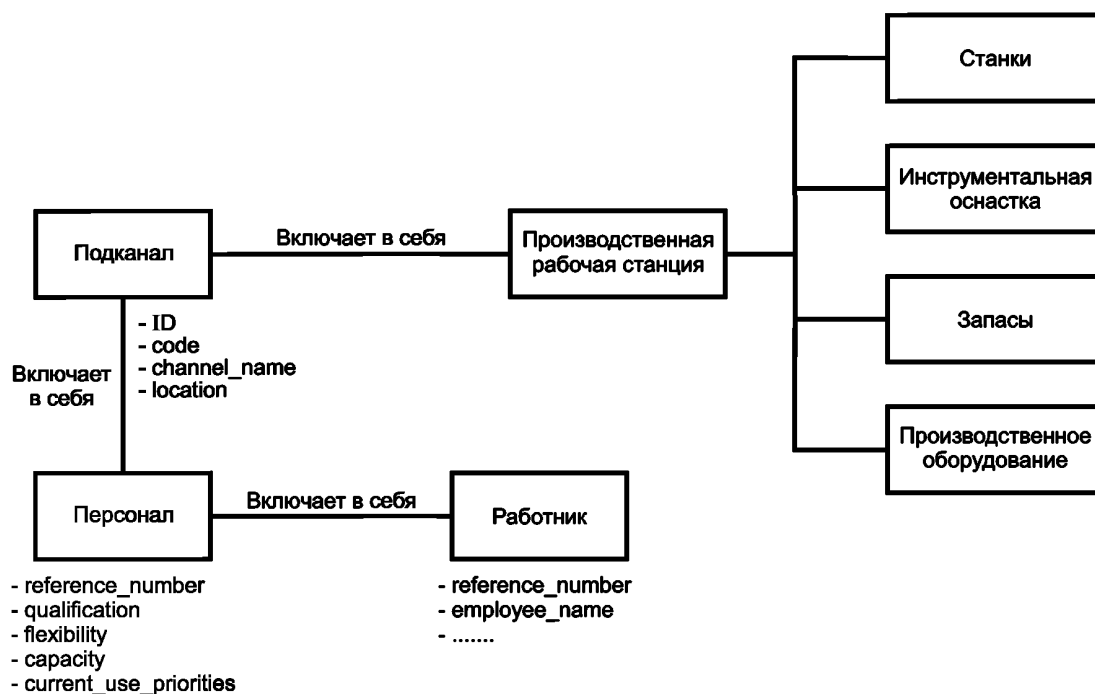 Станки
Инструментальная
оснастка
Подканал
Включает в себя
Производственная
рабочая станция
Запасы
- ID
- code
- channel_name
- location
Включает
в себя
Производственное
оборудование
Персонал
Включает в себя
Работник
- reference_number
- qualification
- flexibility
- capacity
- current_use_priorities
- reference_number
- employee_name
- .......